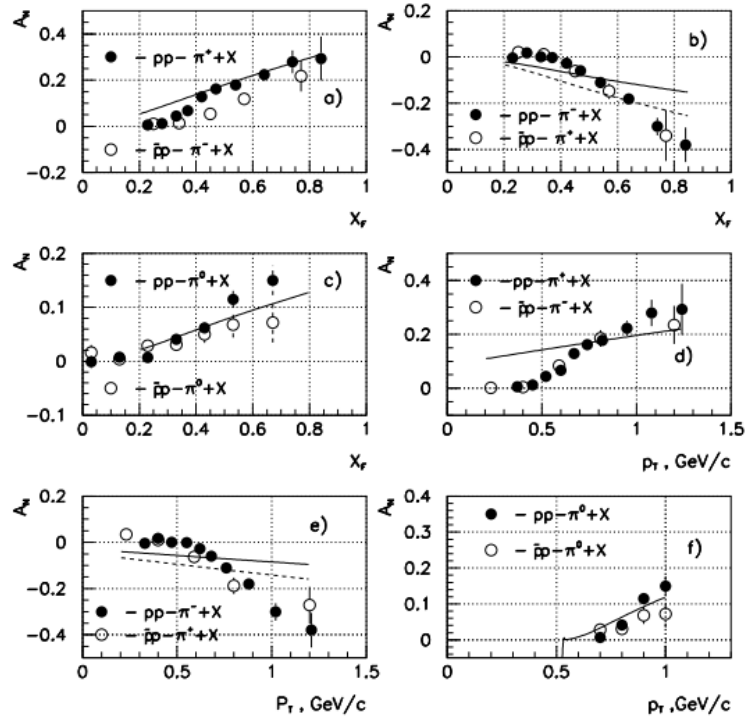 A_N
0.4
0.2
0
-0.2
● - pp-π⁺+X
a)
○ - p̄p-π⁻+X
0 0.2 0.4 0.6 0.8 1
X_F
A_N
0.2
0
-0.2
-0.4
b)
● - pp-π⁻+X
○ - p̄p-π⁺+X
0 0.2 0.4 0.6 0.8 1
X_F
A_N
0.2
0.1
0
-0.1
● - pp-π⁰+X
c)
○ - p̄p-π⁰+X
0 0.2 0.4 0.6 0.8 1
X_F
A_N
0.4
0.2
0
● - pp-π⁺+X
○ - p̄p-π⁻+X
d)
0 0.5 1 1.5
p_T , GeV/c
A_N
0.2
0
-0.2
-0.4
e)
● - pp-π⁻+X
○ - p̄p-π⁺+X
0 0.5 1 1.5
P_T , GeV/c
A_N
0.4
0.3
0.2
0.1
0
● - pp-π⁰+X
○ - p̄p-π⁰+X
f)
0 0.5 1
p_T , GeV/c